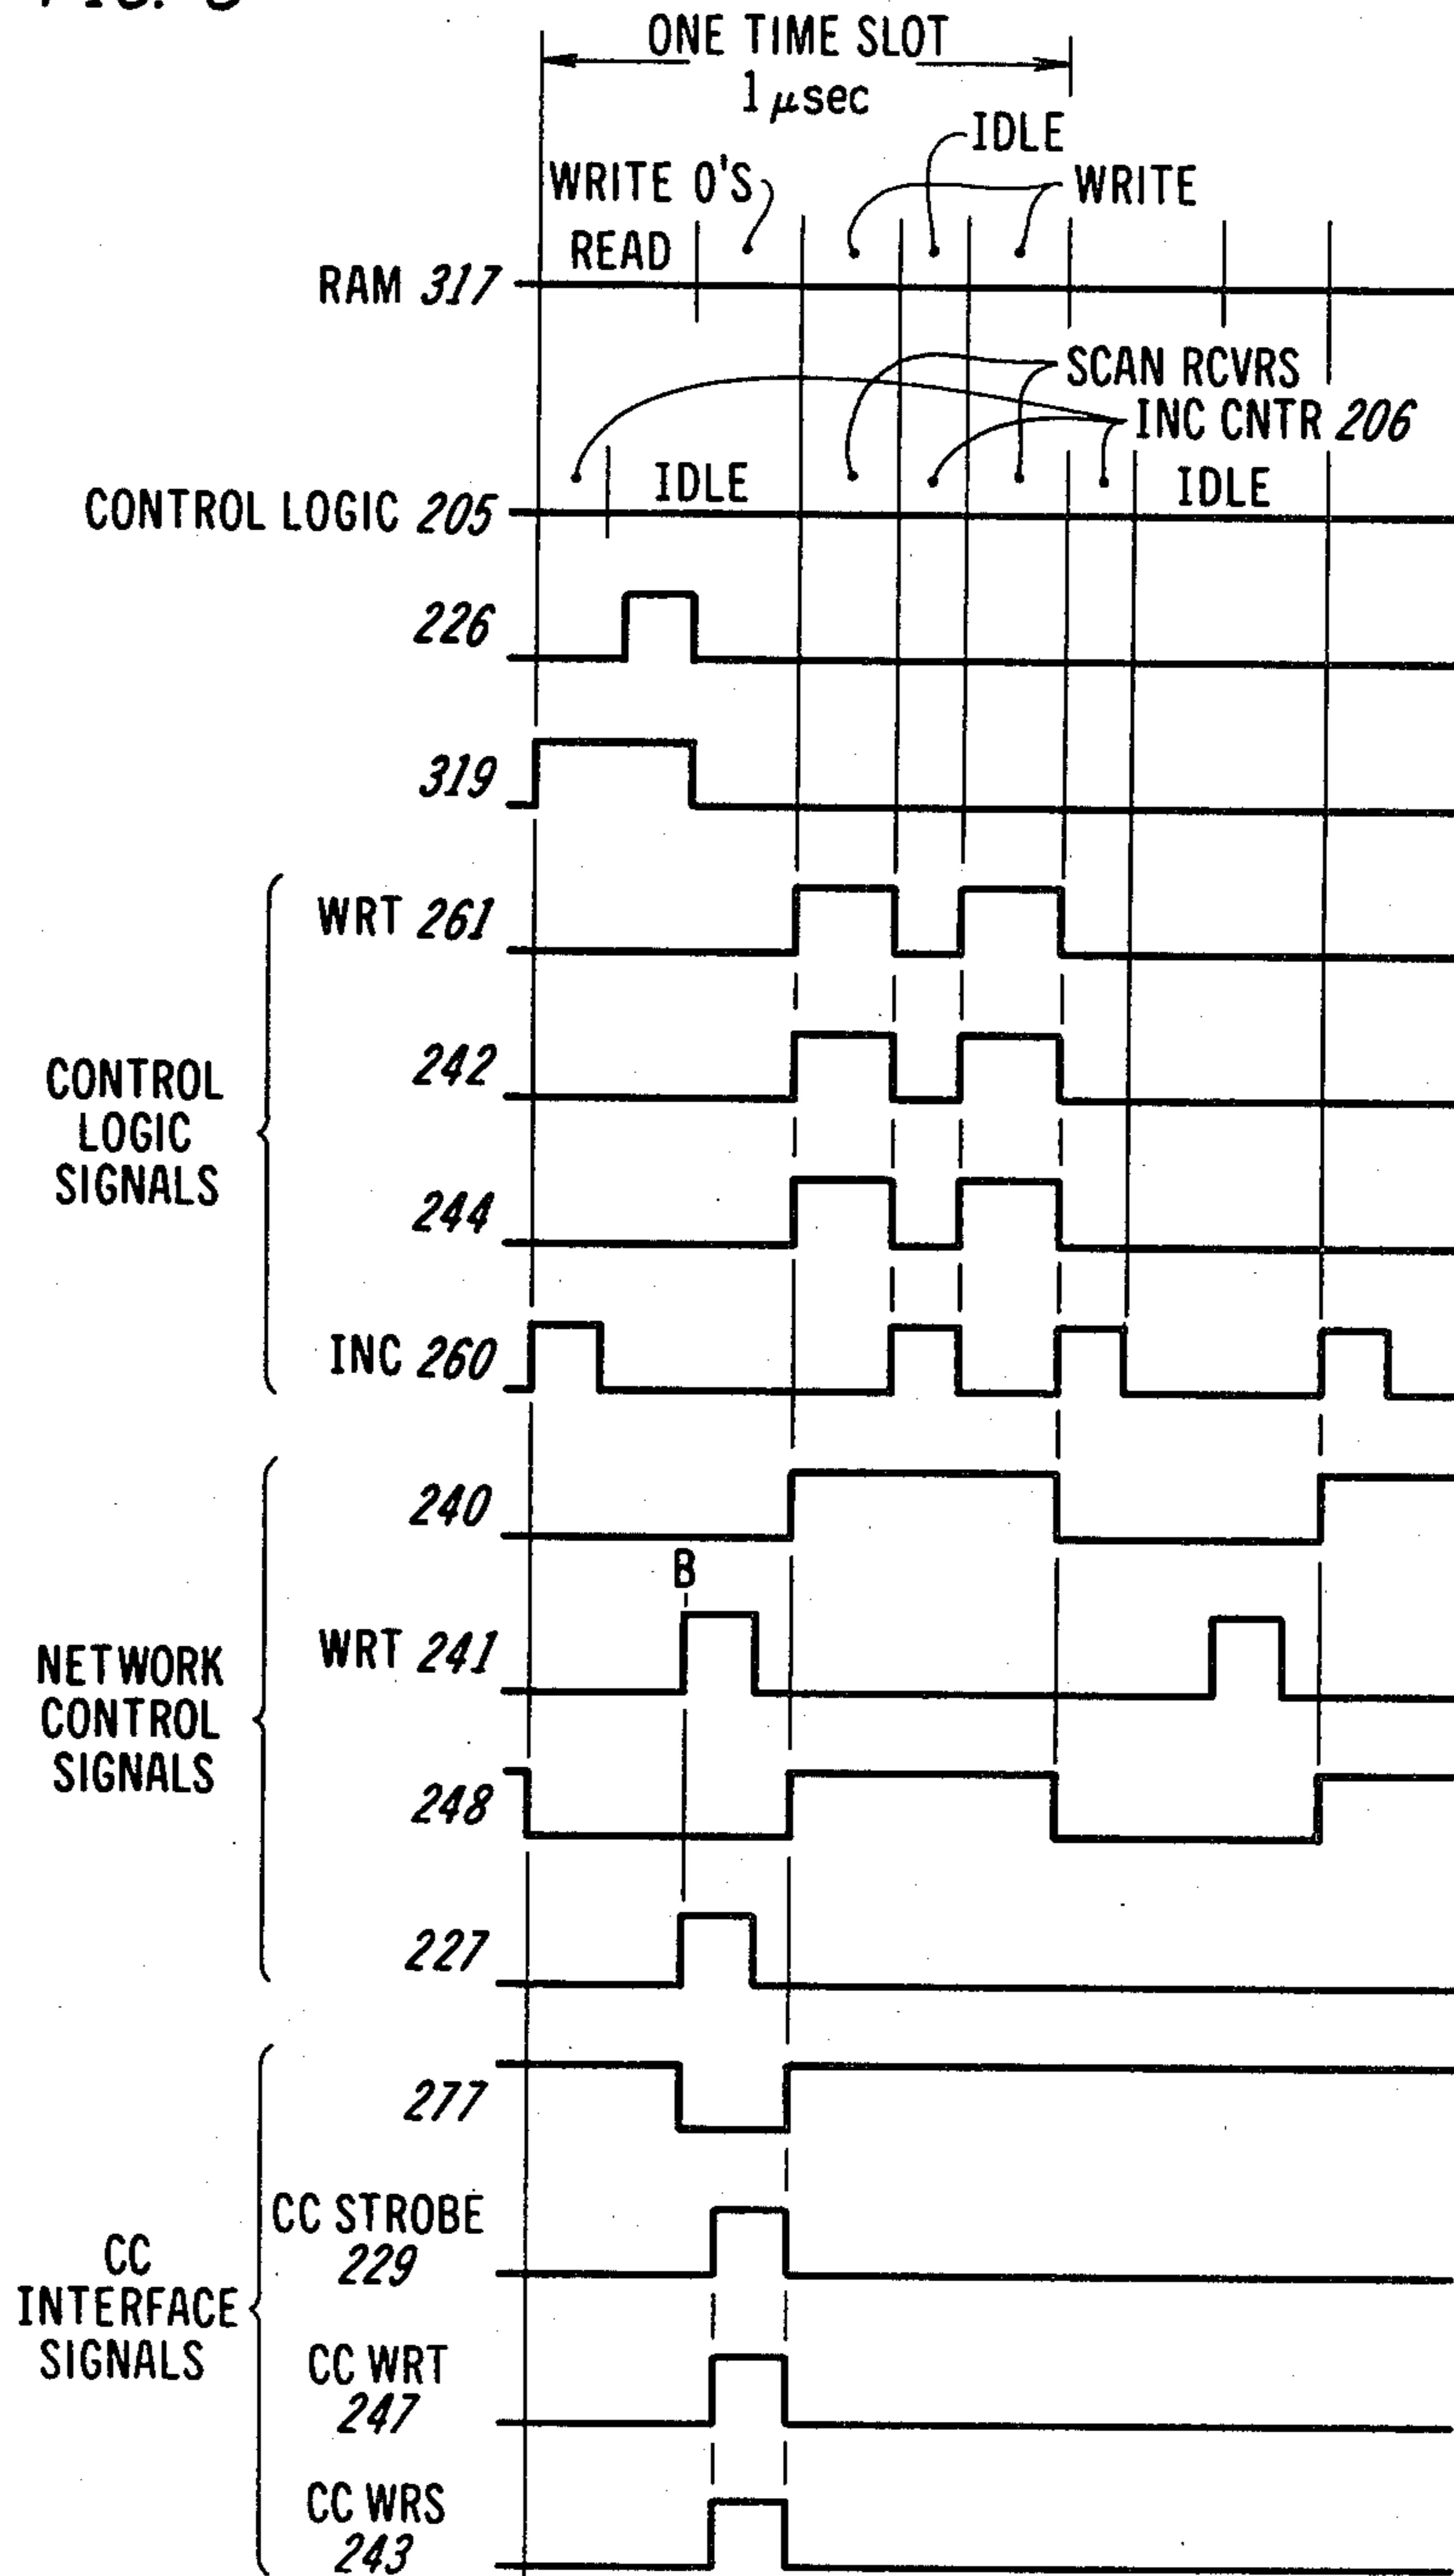 ONE TIME SLOT
1 μsec
IDLE
WRITE 0'S
WRITE
READ
RAM 317
SCAN RCVRS
INC CNTR 206
IDLE
IDLE
CONTROL LOGIC 205
226
319
WRT 261
242
CONTROL
LOGIC
SIGNALS
244
INC 260
240
B
WRT 241
NETWORK
CONTROL
SIGNALS
248
227
277
CC STROBE
229
CC
INTERFACE
SIGNALS
CC WRT
247
CC WRS
243